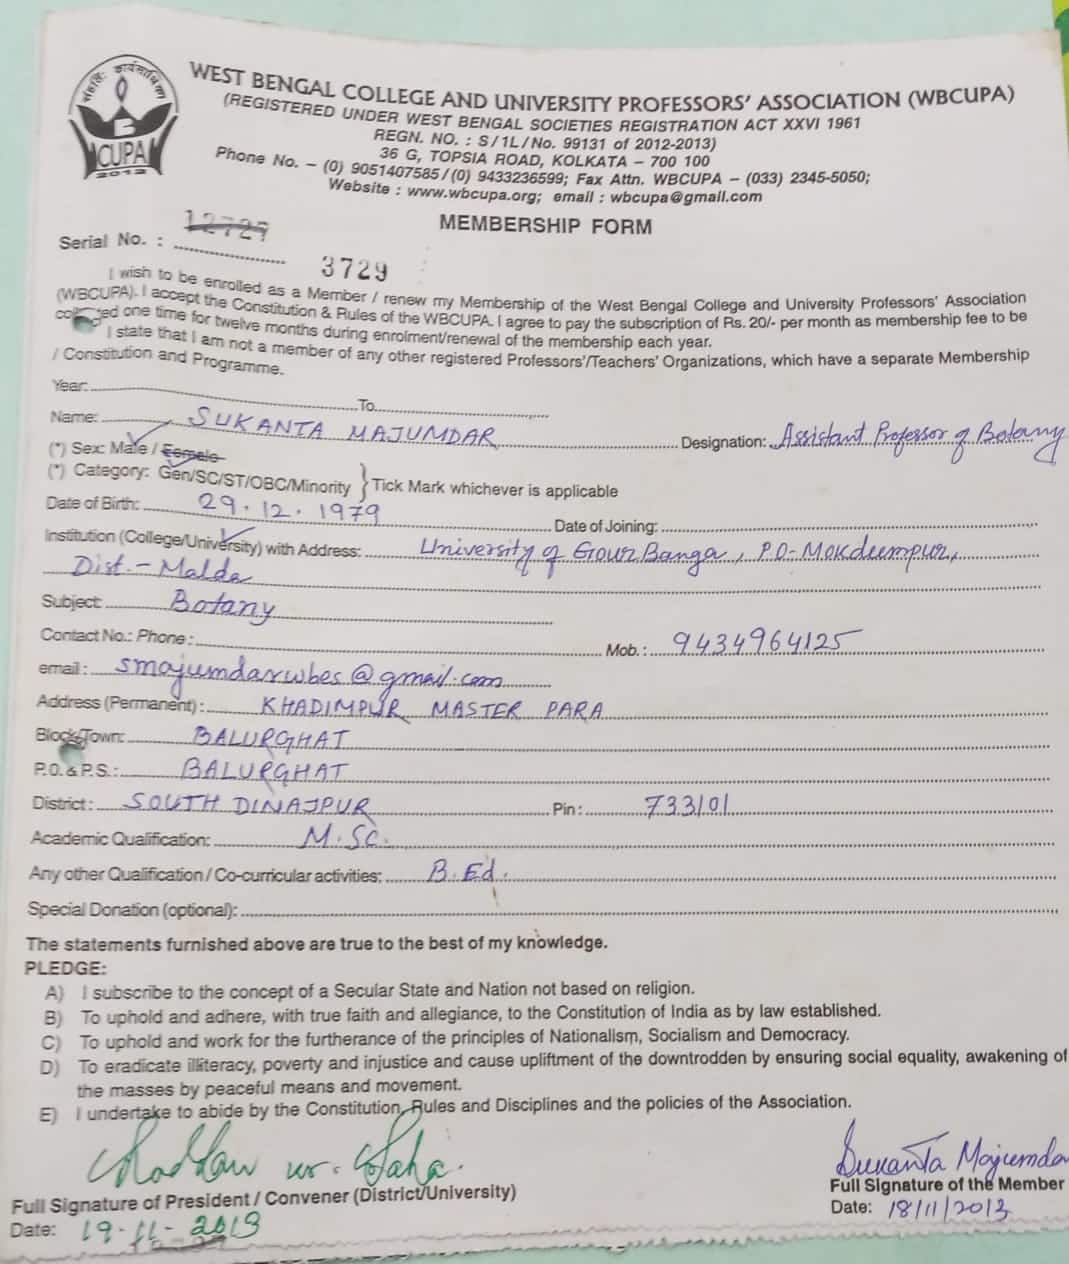 संहतिः कार्यसाधिका
CUPA
2012
WEST BENGAL COLLEGE AND UNIVERSITY PROFESSORS' ASSOCIATION (WBCUPA)
(REGISTERED UNDER WEST BENGAL SOCIETIES REGISTRATION ACT XXVI 1961
REGN. NO. : S/1L/No. 99131 of 2012-2013)
36 G, TOPSIA ROAD, KOLKATA – 700 100
Phone No. – (0) 9051407585/(0) 9433236599; Fax Attn. WBCUPA – (033) 2345-5050;
Website : www.wbcupa.org; email : wbcupa@gmail.com
MEMBERSHIP FORM
Serial No. : 12727
3729
I wish to be enrolled as a Member / renew my Membership of the West Bengal College and University Professors' Association
(WBCUPA). I accept the Constitution & Rules of the WBCUPA. I agree to pay the subscription of Rs. 20/- per month as membership fee to be
one time for twelve months during enrolment/renewal of the membership each year.
I state that I am not a member of any other registered Professors'/Teachers' Organizations, which have a separate Membership
/ Constitution and Programme.
Year: To
Name: SUKANTA MAJUMDAR Designation: Assistant Professor of Botany
(*) Sex: Male / Female
(*) Category: Gen/SC/ST/OBC/Minority } Tick Mark whichever is applicable
Date of Birth: 29.12.1979 Date of Joining:
Institution (College/University) with Address: University of Gour Banga, P.O-Mokdumpur,
Dist.-Malda
Subject: Botany
Contact No.: Phone : Mob. : 9434964125
email : smajumdarwbes@gmail.com
Address (Permanent) : KHADIMPUR MASTER PARA
Block/Town: BALURGHAT
P.O. & P.S. : BALURGHAT
District : SOUTH DINAJPUR Pin : 733101
Academic Qualification: M.Sc.
Any other Qualification / Co-curricular activities: B.Ed.
Special Donation (optional):
The statements furnished above are true to the best of my knowledge.
PLEDGE:
A) I subscribe to the concept of a Secular State and Nation not based on religion.
B) To uphold and adhere, with true faith and allegiance, to the Constitution of India as by law established.
C) To uphold and work for the furtherance of the principles of Nationalism, Socialism and Democracy.
D) To eradicate illiteracy, poverty and injustice and cause upliftment of the downtrodden by ensuring social equality, awakening of
the masses by peaceful means and movement.
E) I undertake to abide by the Constitution, Rules and Disciplines and the policies of the Association.
Saha. Sukanta Majumda
Full Signature of President / Convener (District/University) Full Signature of the Member
Date: 19-11-2013 Date: 18/11/2013